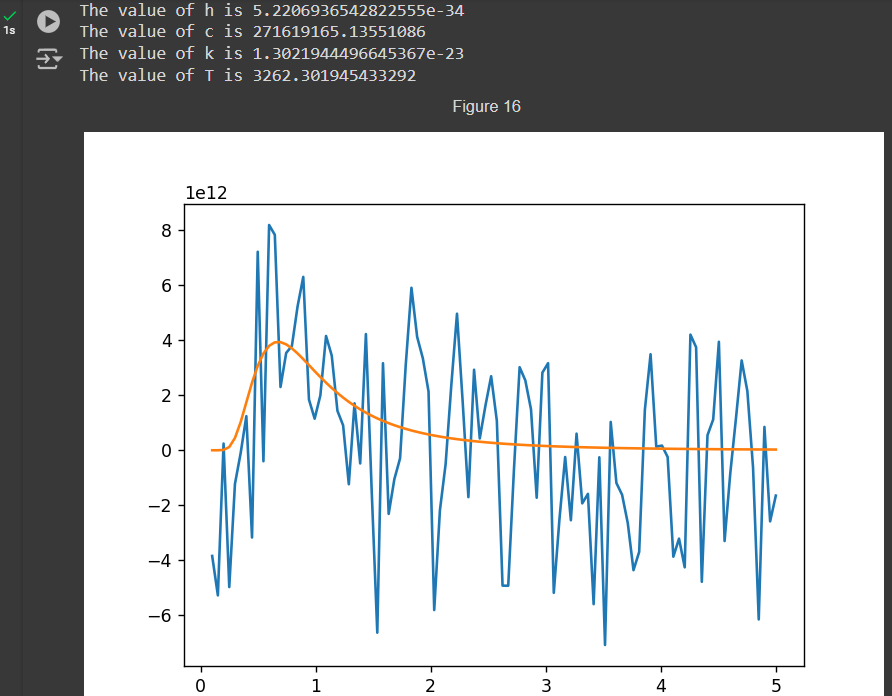 The value of h is 5.2206936542822555e-34
1s
The value of c is 271619165.13551086
The value of k is 1.3021944496645367e-23
The value of T is 3262.301945433292
Figure 16
1e12
8
6
4
2
0
−2
−4
−6
0 1 2 3 4 5